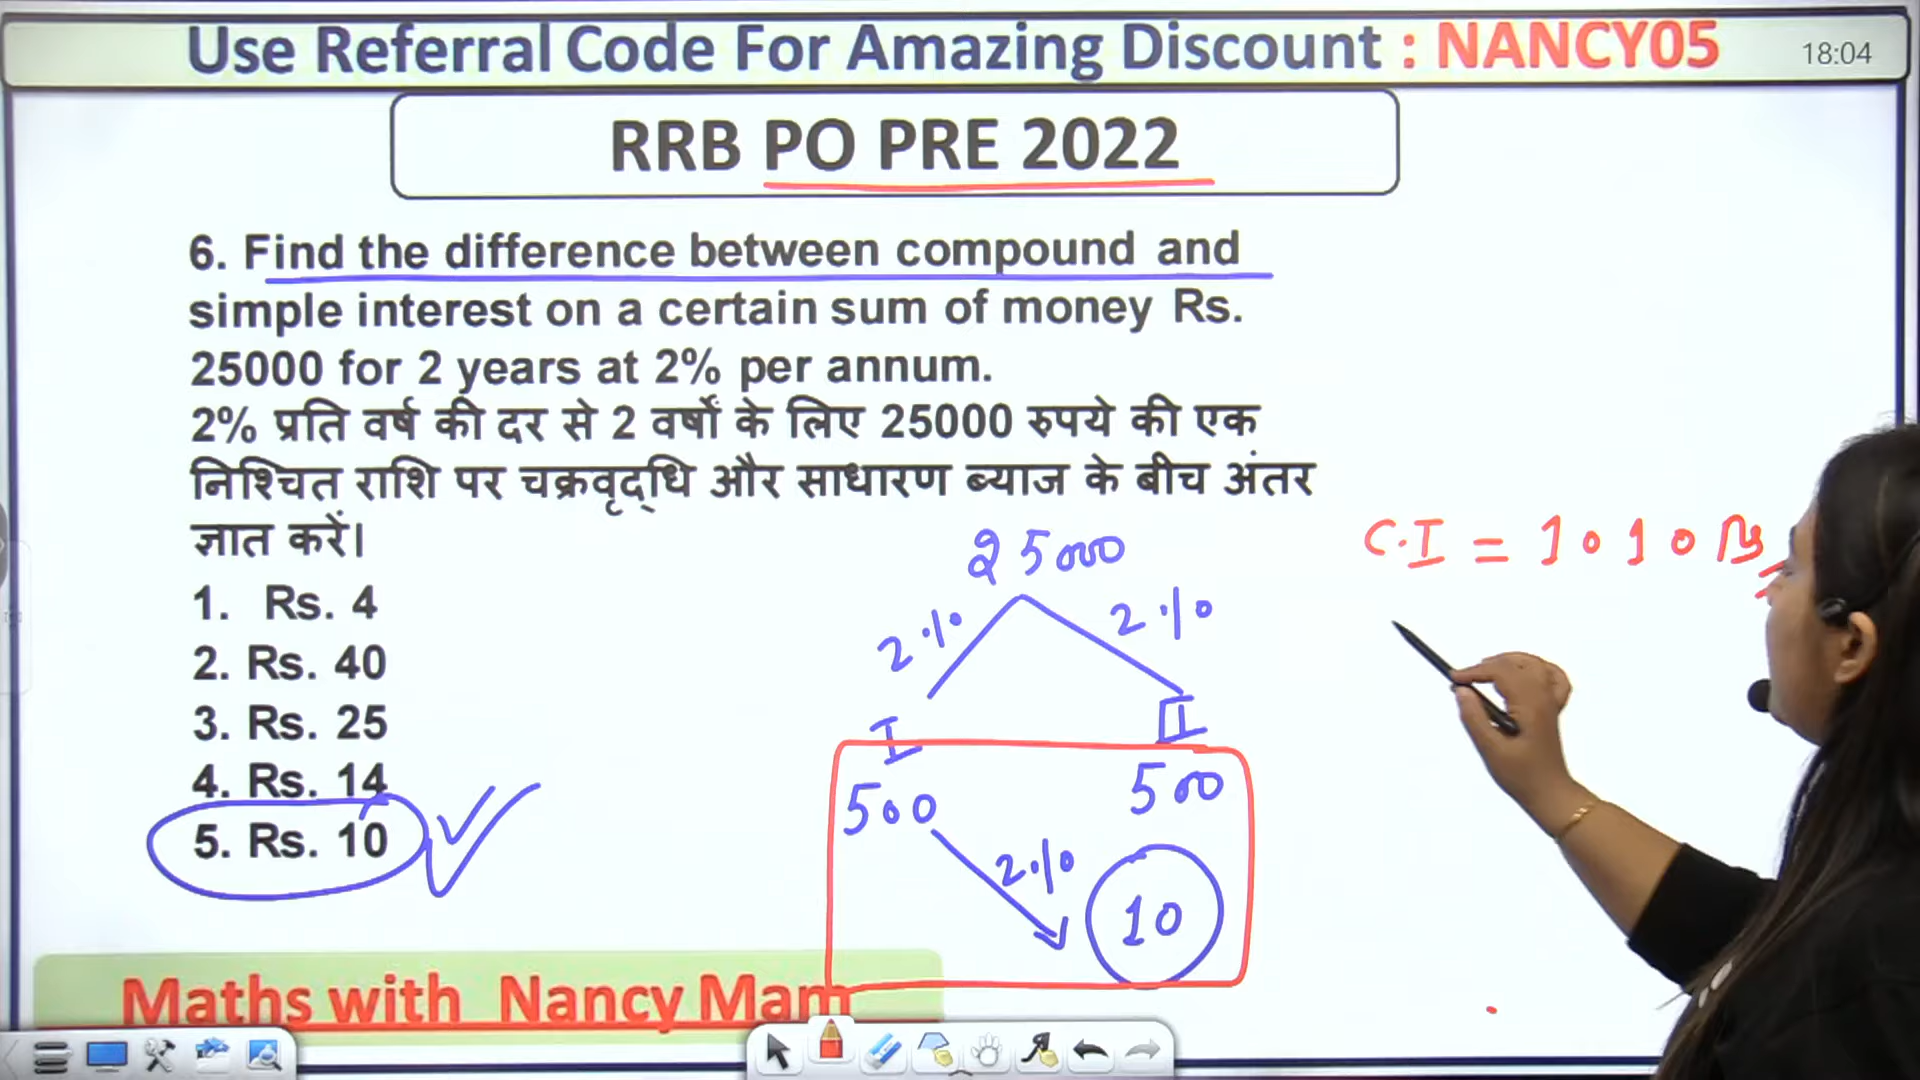 Use Referral Code For Amazing Discount : NANCY05
18:04
RRB PO PRE 2022
6. Find the difference between compound and
simple interest on a certain sum of money Rs.
25000 for 2 years at 2% per annum.
2% प्रति वर्ष की दर से 2 वर्षों के लिए 25000 रुपये की एक
निश्चित राशि पर चक्रवृद्धि और साधारण ब्याज के बीच अंतर
ज्ञात करें।
1. Rs. 4
2. Rs. 40
3. Rs. 25
4. Rs. 14
5. Rs. 10
25000
2% 2%
I II
500 500
2%
10
C.I = 1010 Rs
Maths with Nancy Mam